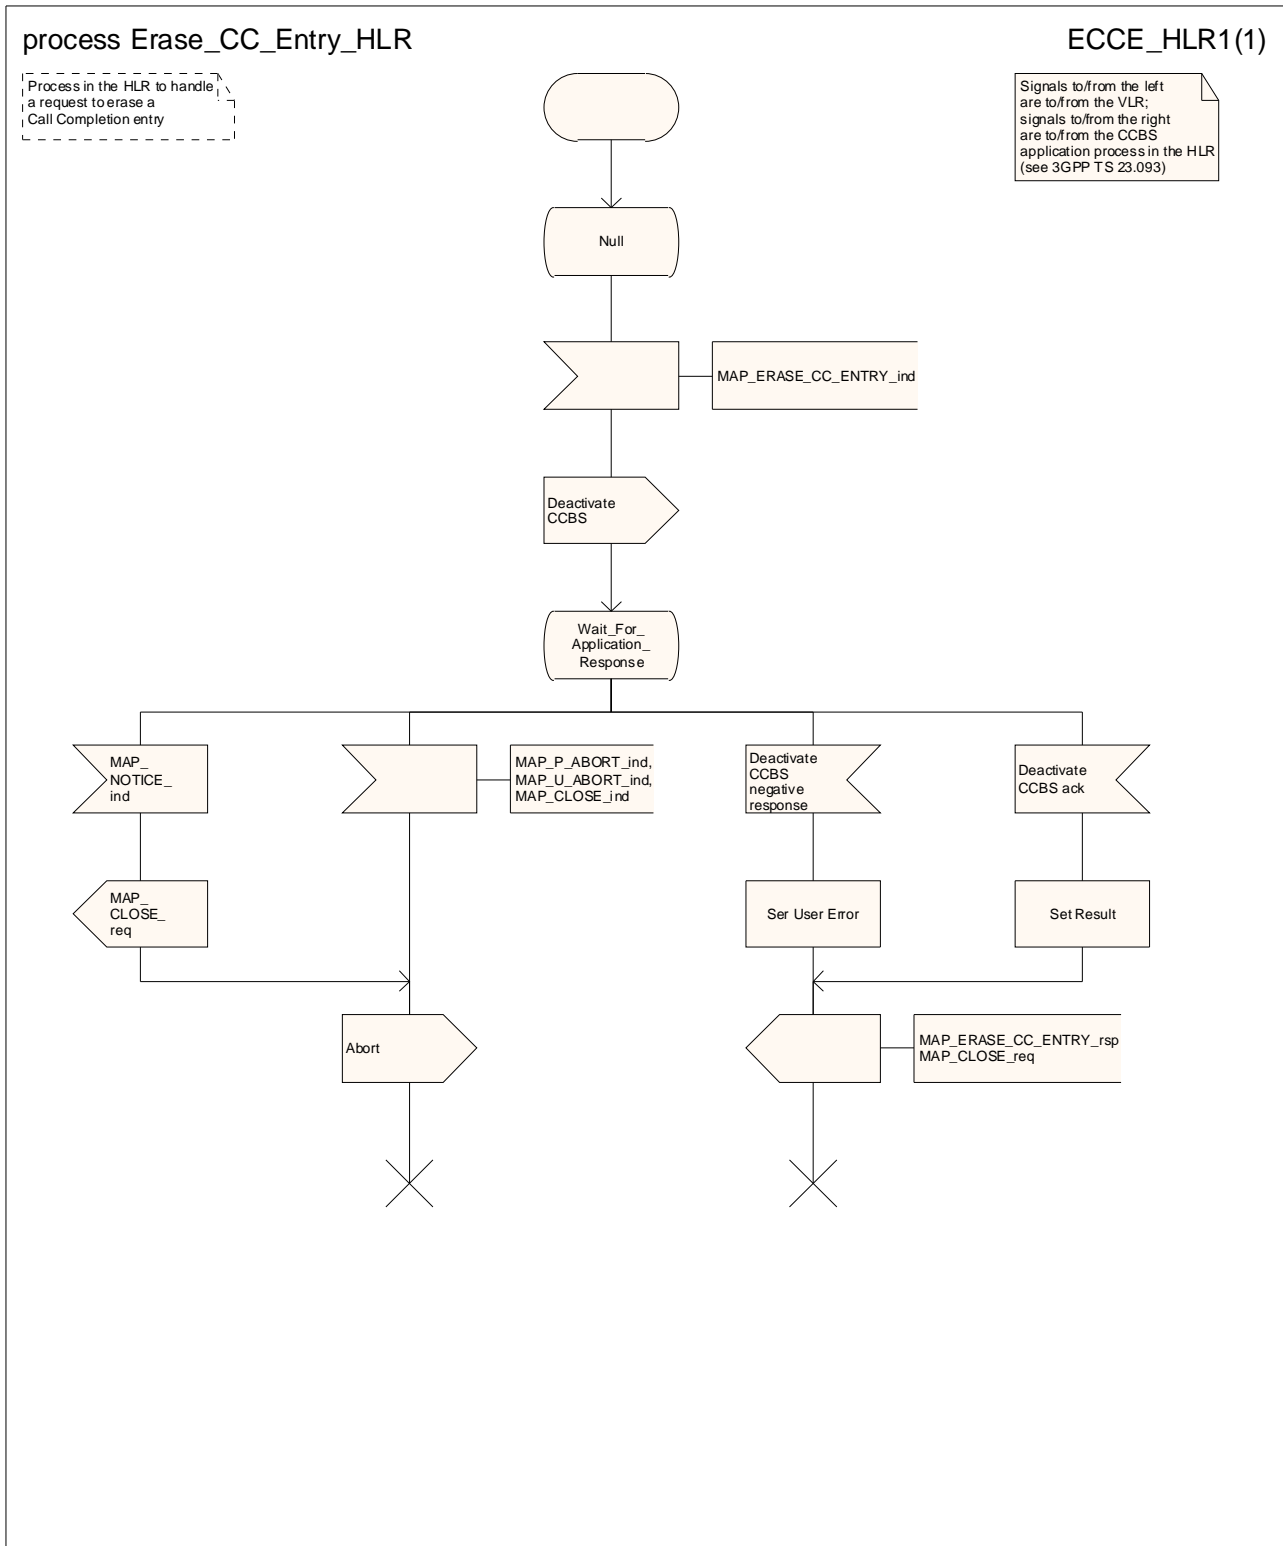 process Erase_CC_Entry_HLR
ECCE_HLR1(1)
Process in the HLR to handle
a request to erase a
Call Completion entry
Signals to/from the left
are to/from the VLR;
signals to/from the right
are to/from the CCBS
application process in the HLR
(see 3GPP TS 23.093)
Null
MAP_ERASE_CC_ENTRY_ind
Deactivate
CCBS
Wait_For_
Application_
Response
MAP_
NOTICE_
ind
MAP_P_ABORT_ind,
MAP_U_ABORT_ind,
MAP_CLOSE_ind
Deactivate
CCBS
negative
response
Deactivate
CCBS ack
MAP_
CLOSE_
req
Ser User Error
Set Result
Abort
MAP_ERASE_CC_ENTRY_rsp
MAP_CLOSE_req